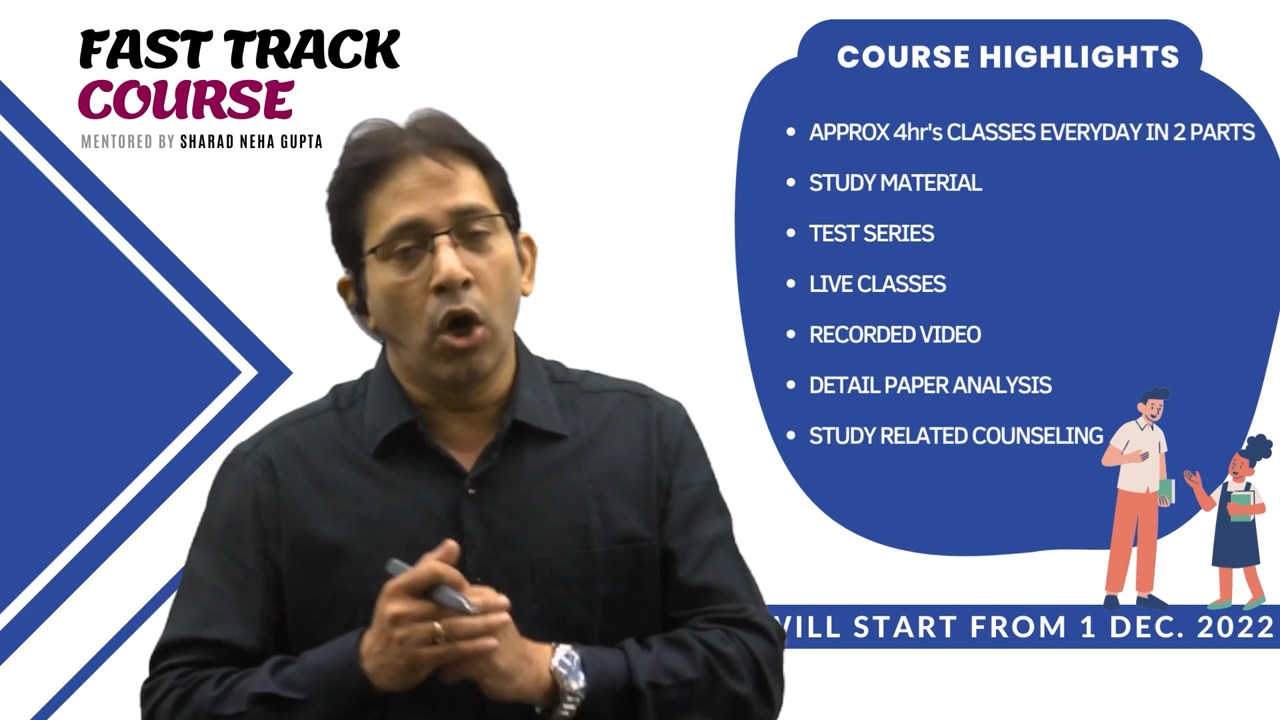 FAST TRACK
COURSE
MENTORED BY SHARAD NEHA GUPTA
COURSE HIGHLIGHTS
• APPROX 4hr's CLASSES EVERYDAY IN 2 PARTS
• STUDY MATERIAL
• TEST SERIES
• LIVE CLASSES
• RECORDED VIDEO
• DETAIL PAPER ANALYSIS
• STUDY RELATED COUNSELING
START FROM 1 DEC. 2022